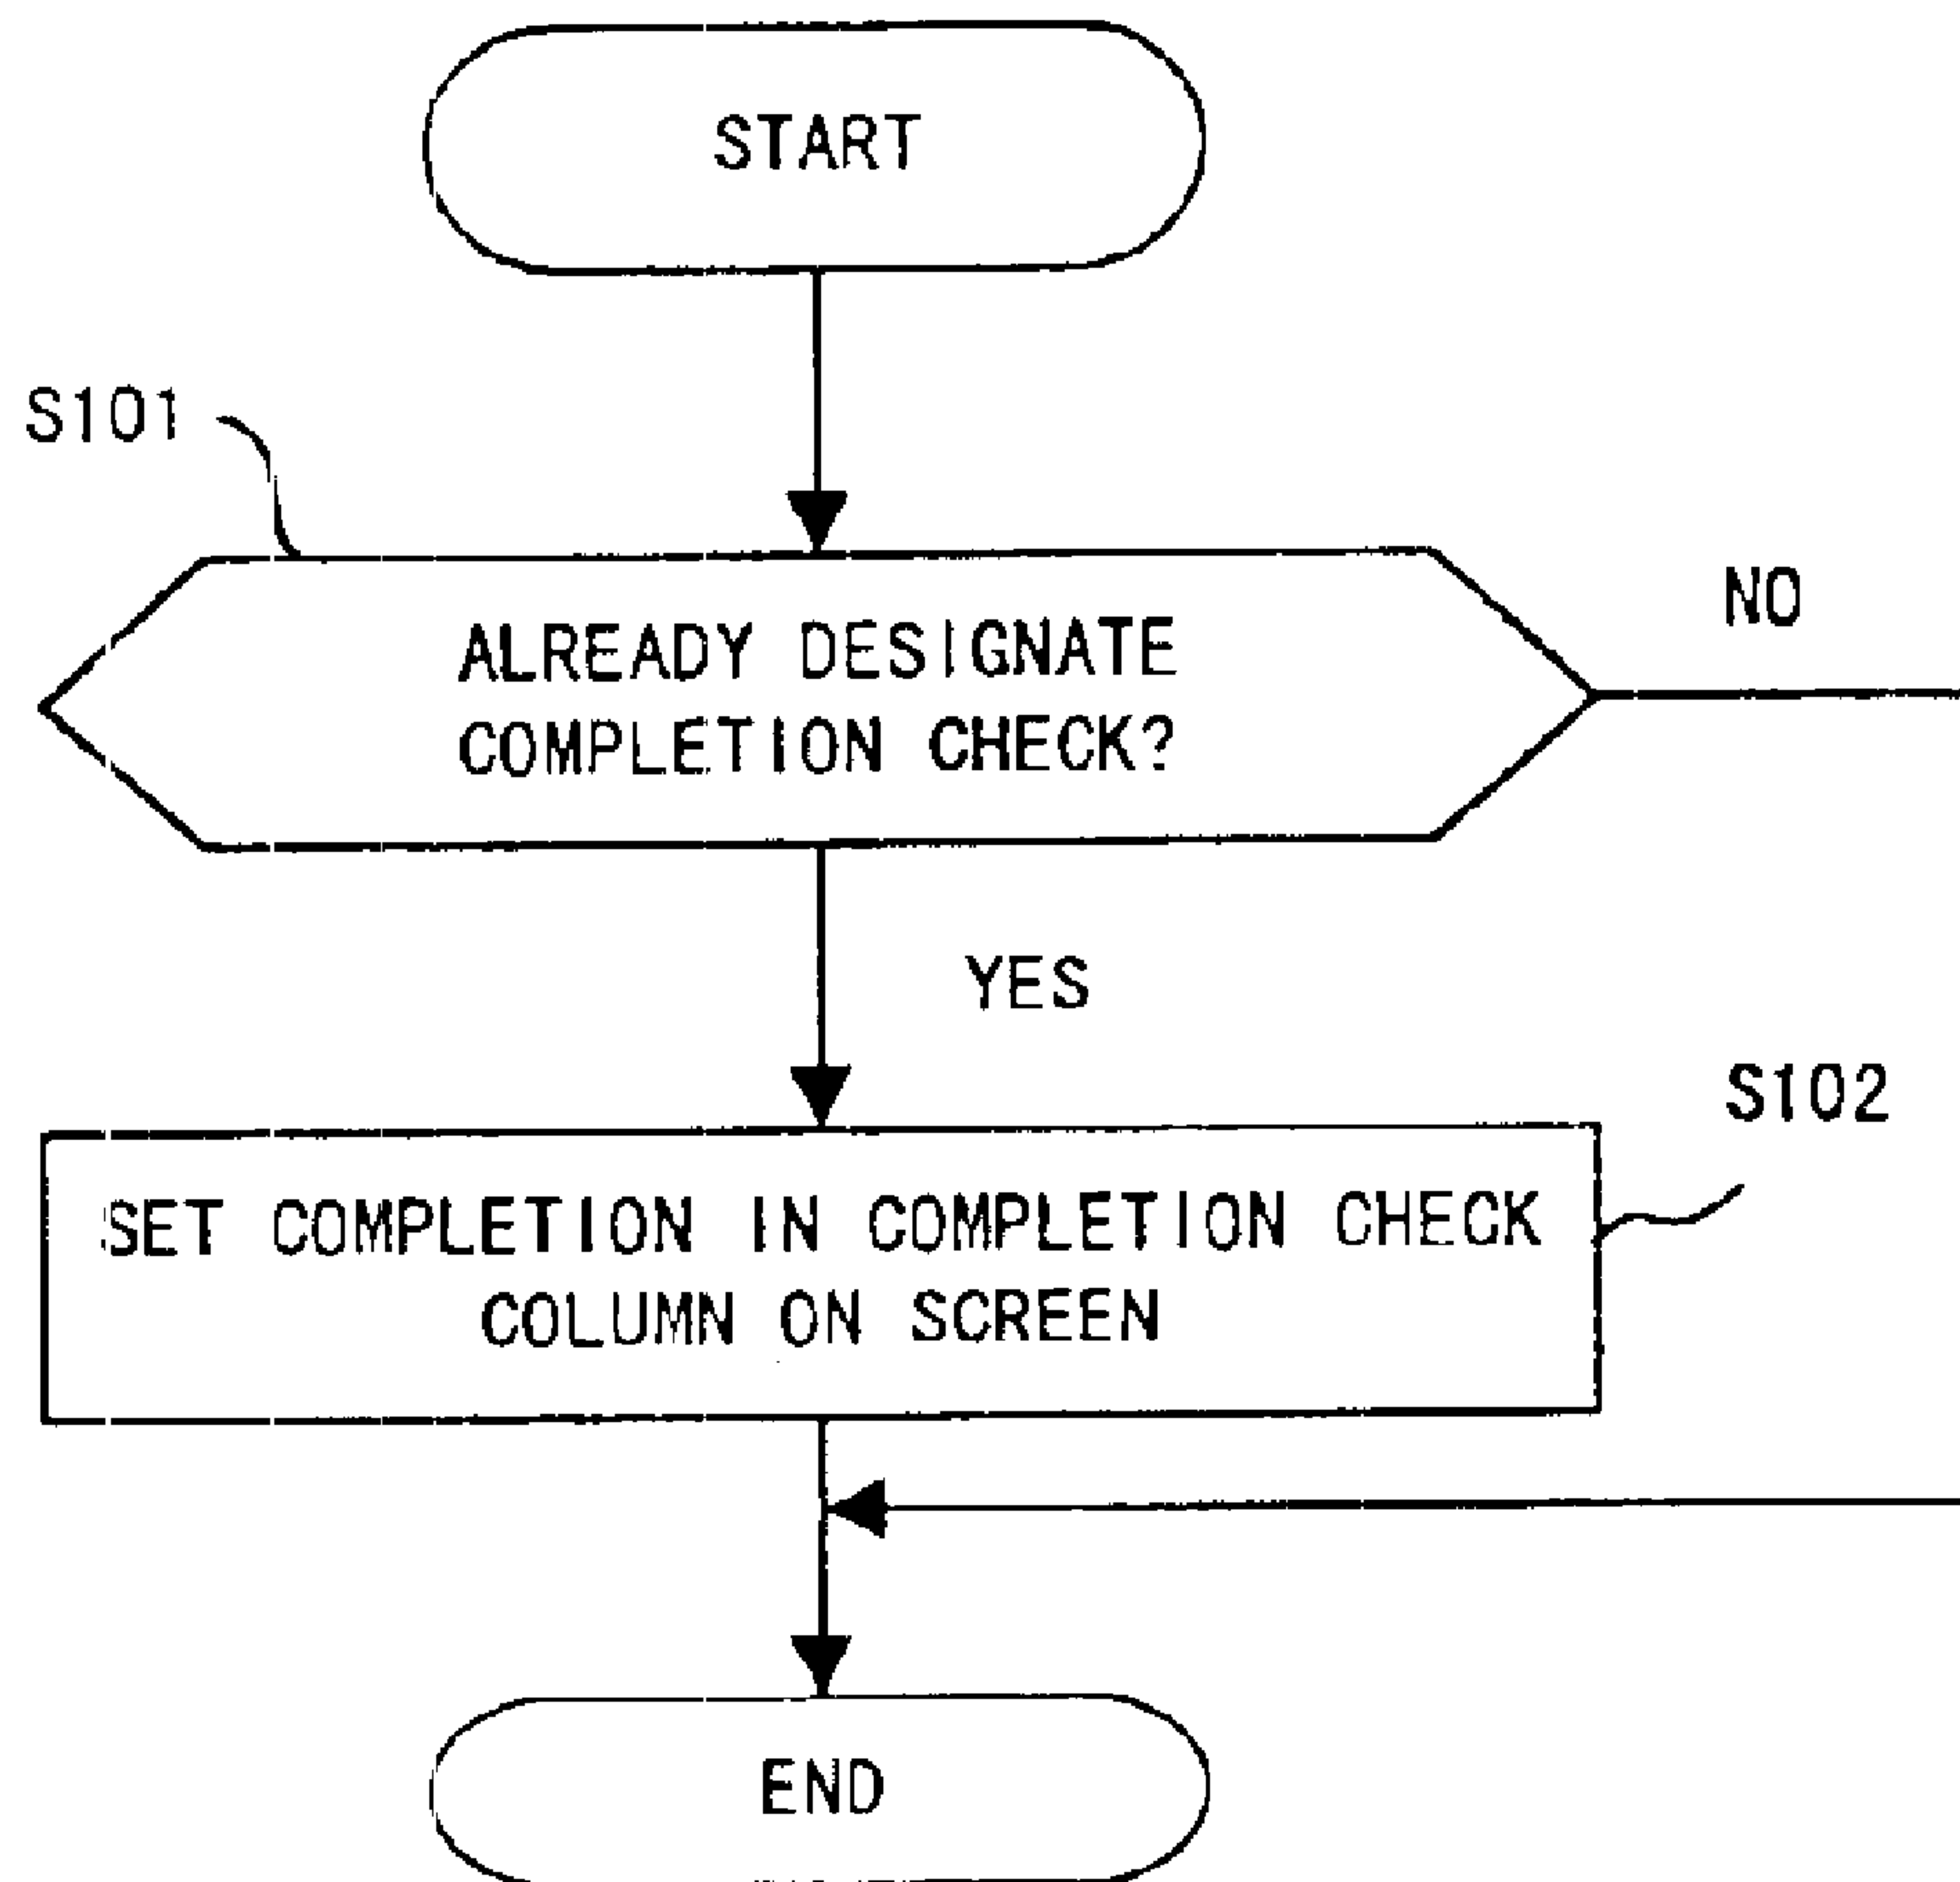 START
S101
ALREADY DESIGNATE
COMPLETION CHECK?
NO
YES
S102
SET COMPLETION IN COMPLETION CHECK
COLUMN ON SCREEN
END